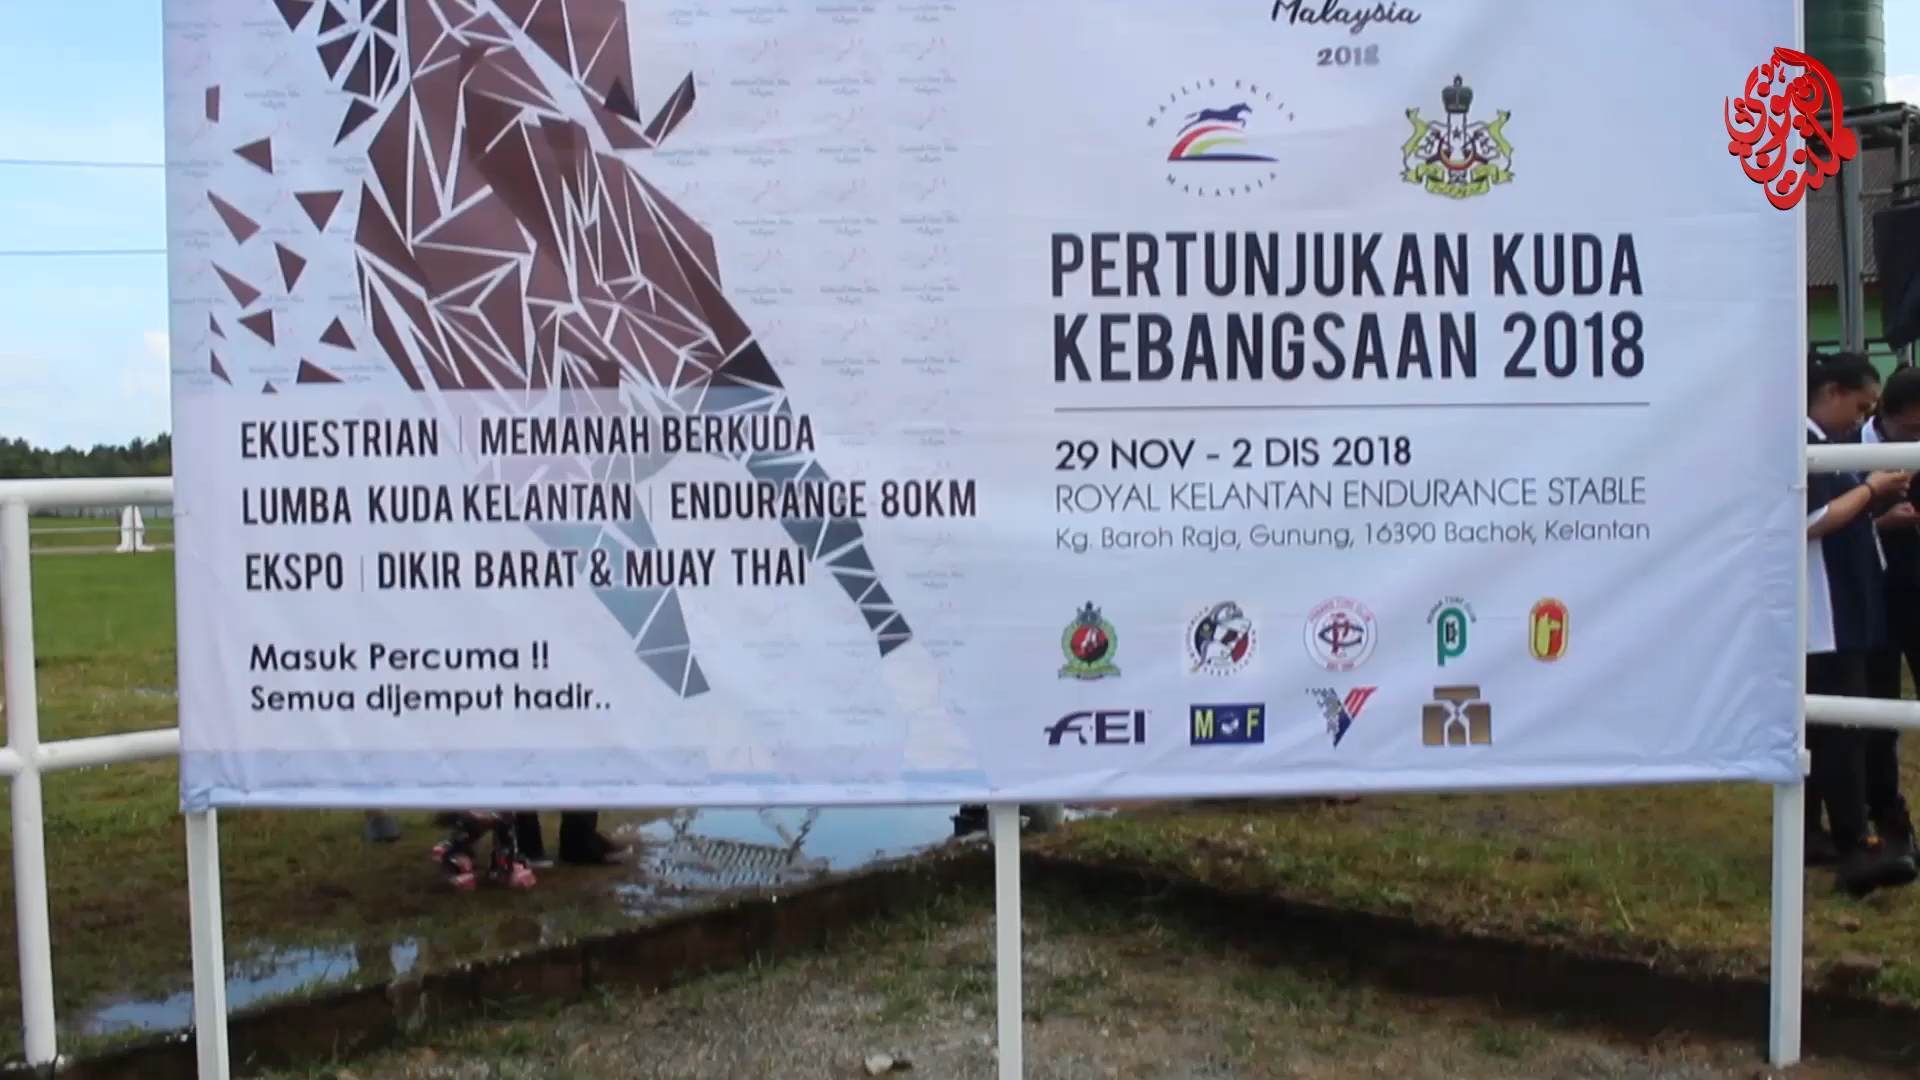 Malaysia
2018
MAJLIS EKUIN
MALAYSIA
PERTUNJUKAN KUDA
KEBANGSAAN 2018
29 NOV - 2 DIS 2018
ROYAL KELANTAN ENDURANCE STABLE
Kg. Baroh Raja, Gunung, 16390 Bachok, Kelantan
EKUESTRIAN | MEMANAH BERKUDA
LUMBA KUDA KELANTAN | ENDURANCE 80KM
EKSPO | DIKIR BARAT & MUAY THAI
Masuk Percuma !!
Semua dijemput hadir..
FEI
M F